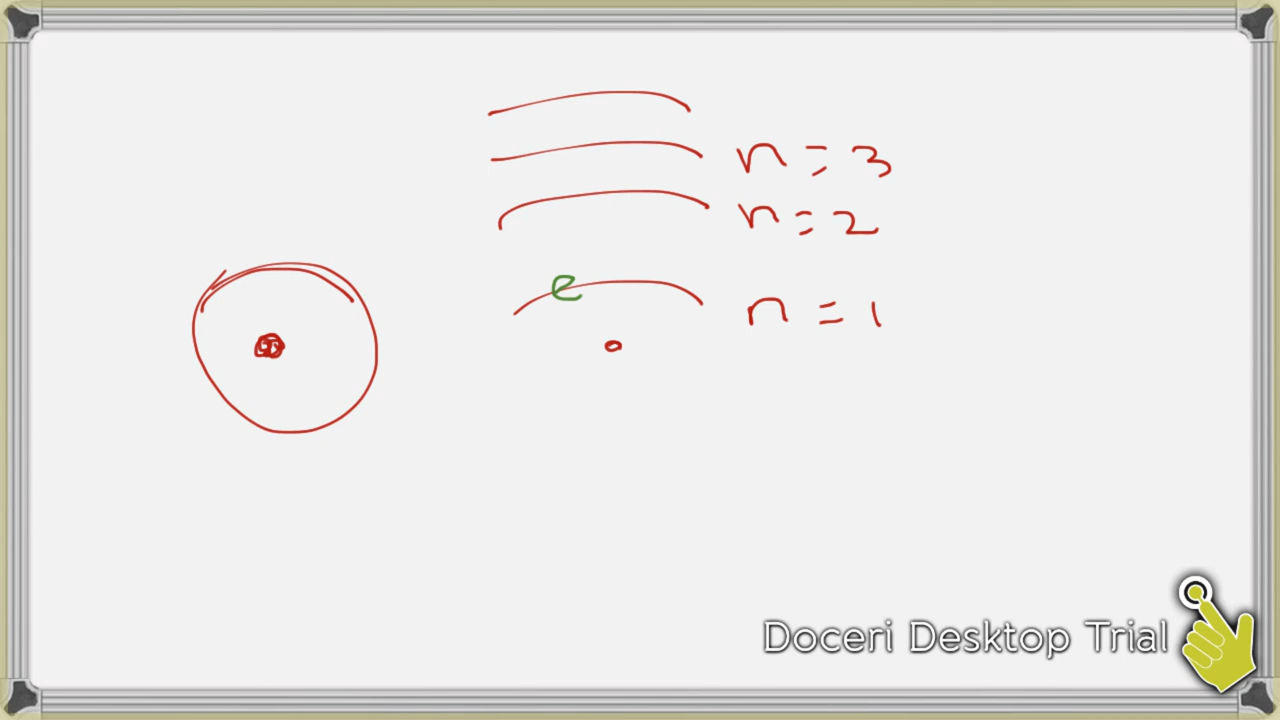 n = 3
n = 2
e
n = 1
Doceri Desktop Trial